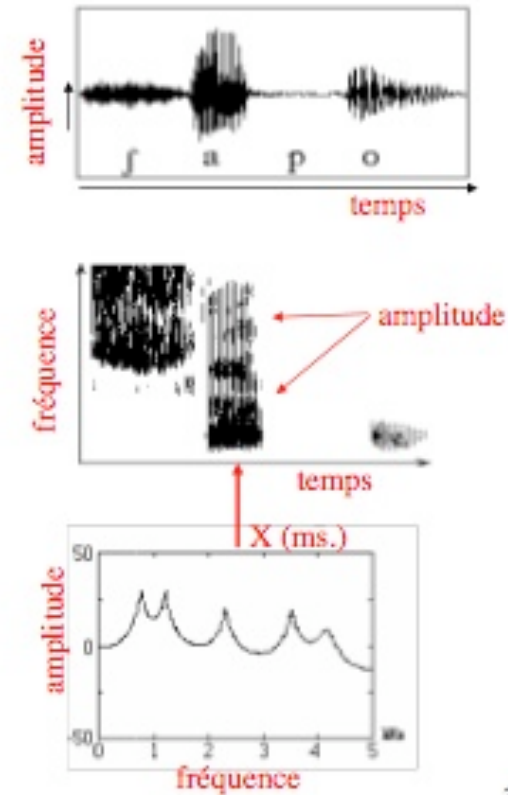 amplitude
ʃ a p o
temps
fréquence
amplitude
temps
X (ms.)
amplitude
50
0
-50
0 1 2 3 4 5
fréquence